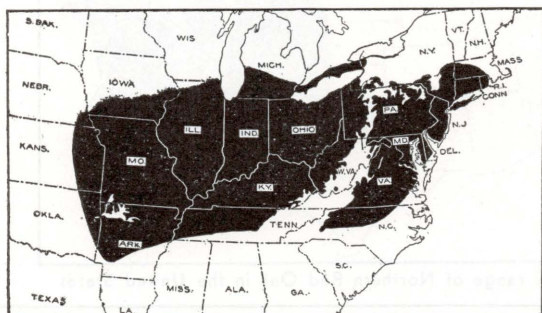 S. DAK.
WIS
MICH.
N.Y.
VT.
N.H.
MASS
R.I.
CONN
NEBR.
IOWA
ILL.
IND.
OHIO
PA.
N.J
MD.
DEL.
KANS.
MO.
KY.
W.VA.
VA.
OKLA.
ARK.
TENN.
N.C.
S.C.
TEXAS
LA.
MISS.
ALA.
GA.
range of Northern Red Oak in the United States